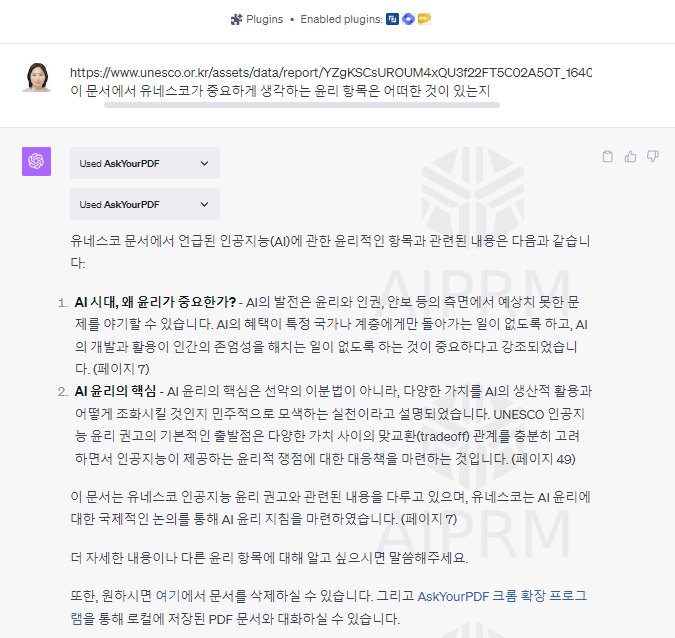 Plugins • Enabled plugins:
https://www.unesco.or.kr/assets/data/report/YZgKSCsUROUM4xQU3f22FT5C02A5OT_1640
이 문서에서 유네스코가 중요하게 생각하는 윤리 항목은 어떠한 것이 있는지
Used AskYourPDF
Used AskYourPDF
유네스코 문서에서 언급된 인공지능(AI)에 관한 윤리적인 항목과 관련된 내용은 다음과 같습니
다:
1. AI 시대, 왜 윤리가 중요한가? - AI의 발전은 윤리와 인권, 안보 등의 측면에서 예상치 못한 문
제를 야기할 수 있습니다. AI의 혜택이 특정 국가나 계층에게만 돌아가는 일이 없도록 하고, AI
의 개발과 활용이 인간의 존엄성을 해치는 일이 없도록 하는 것이 중요하다고 강조되었습니
다. (페이지 7)
2. AI 윤리의 핵심 - AI 윤리의 핵심은 선악의 이분법이 아니라, 다양한 가치를 AI의 생산적 활용과
어떻게 조화시킬 것인지 민주적으로 모색하는 실천이라고 설명되었습니다. UNESCO 인공지
능 윤리 권고의 기본적인 출발점은 다양한 가치 사이의 맞교환(tradeoff) 관계를 충분히 고려
하면서 인공지능이 제공하는 윤리적 쟁점에 대한 대응책을 마련하는 것입니다. (페이지 49)
이 문서는 유네스코 인공지능 윤리 권고와 관련된 내용을 다루고 있으며, 유네스코는 AI 윤리에
대한 국제적인 논의를 통해 AI 윤리 지침을 마련하였습니다. (페이지 7)
더 자세한 내용이나 다른 윤리 항목에 대해 알고 싶으시면 말씀해주세요.
또한, 원하시면 여기에서 문서를 삭제하실 수 있습니다. 그리고 AskYourPDF 크롬 확장 프로그
램을 통해 로컬에 저장된 PDF 문서와 대화하실 수 있습니다.
AIPRM
AIPRM